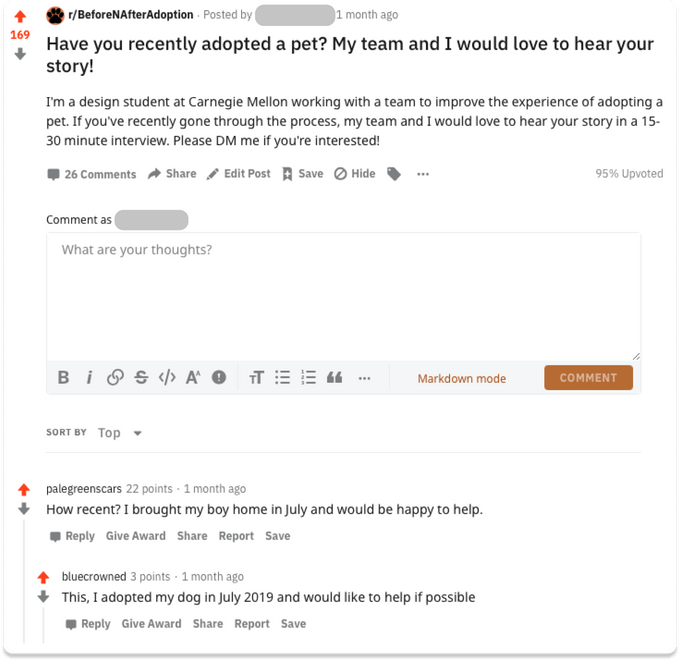 r/BeforeNAfterAdoption · Posted by 1 month ago
169
Have you recently adopted a pet? My team and I would love to hear your
story!
I'm a design student at Carnegie Mellon working with a team to improve the experience of adopting a
pet. If you've recently gone through the process, my team and I would love to hear your story in a 15-
30 minute interview. Please DM me if you're interested!
26 Comments Share Edit Post Save Hide ··· 95% Upvoted
Comment as
What are your thoughts?
B i S </> A^ TT ··· Markdown mode COMMENT
SORT BY Top
palegreenscars 22 points · 1 month ago
How recent? I brought my boy home in July and would be happy to help.
Reply Give Award Share Report Save
bluecrowned 3 points · 1 month ago
This, I adopted my dog in July 2019 and would like to help if possible
Reply Give Award Share Report Save